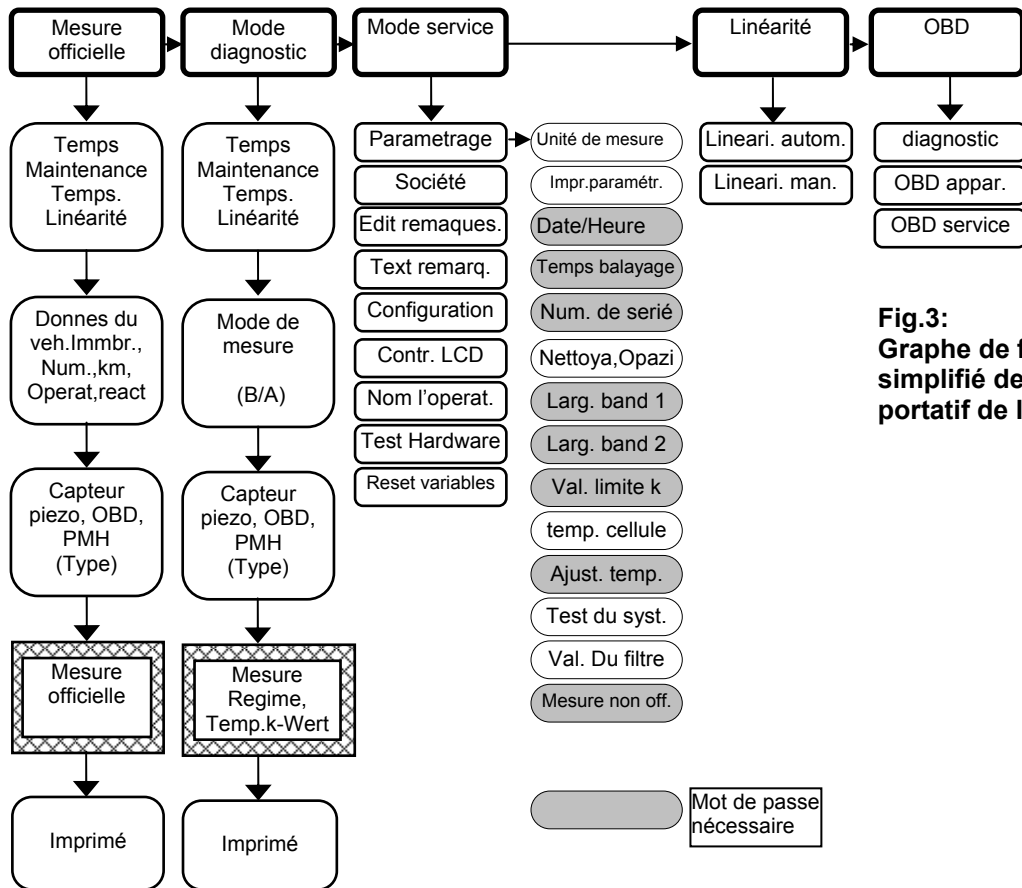 Mesure
officielle
Mode
diagnostic
Mode service
Linéarité
OBD
Temps
Maintenance
Temps.
Linéarité
Donnes du
veh.Immbr.,
Num.,km,
Operat,react
Capteur
piezo, OBD,
PMH
(Type)
Mesure
officielle
Imprimé
Temps
Maintenance
Temps.
Linéarité
Mode de
mesure
(B/A)
Capteur
piezo, OBD,
PMH
(Type)
Mesure
Regime,
Temp.k-Wert
Imprimé
Parametrage
Société
Edit remaques.
Text remarq.
Configuration
Contr. LCD
Nom l'operat.
Test Hardware
Reset variables
Unité de mesure
Impr.paramétr.
Date/Heure
Temps balayage
Num. de serié
Nettoya,Opazi
Larg. band 1
Larg. band 2
Val. limite k
temp. cellule
Ajust. temp.
Test du syst.
Val. Du filtre
Mesure non off.
Mot de passe
nécessaire
Lineari. autom.
Lineari. man.
diagnostic
OBD appar.
OBD service
Fig.3:
Graphe de f
simplifié de
portatif de l